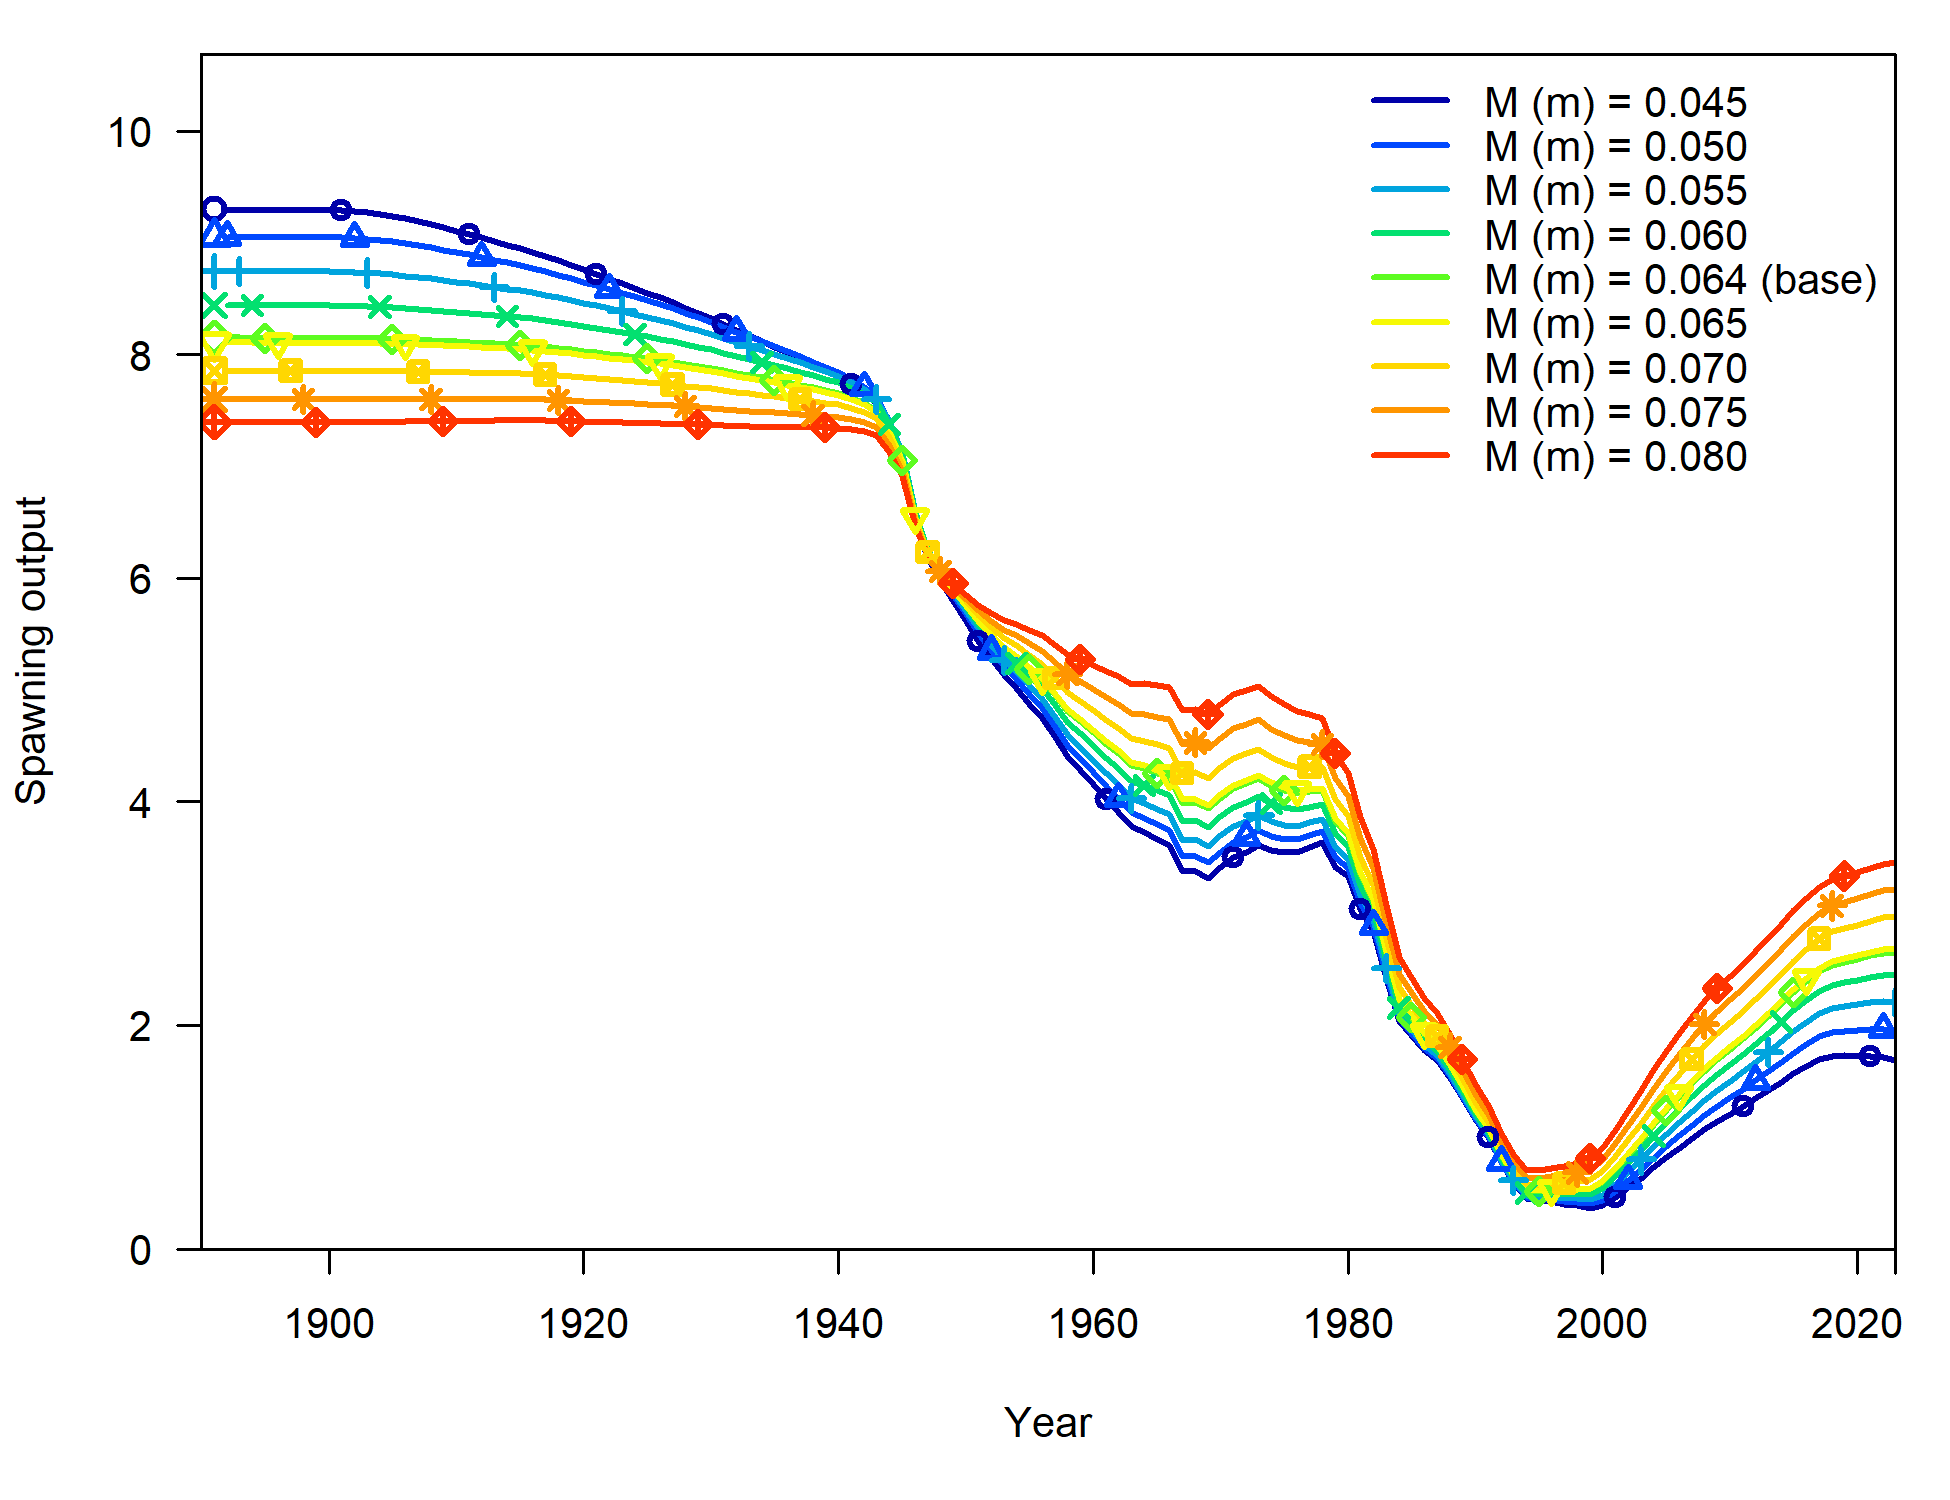 M (m) = 0.045
M (m) = 0.050
M (m) = 0.055
M (m) = 0.060
M (m) = 0.064 (base)
M (m) = 0.065
M (m) = 0.070
M (m) = 0.075
M (m) = 0.080
10
8
6
4
2
0
Spawning output
1900 1920 1940 1960 1980 2000 2020
Year